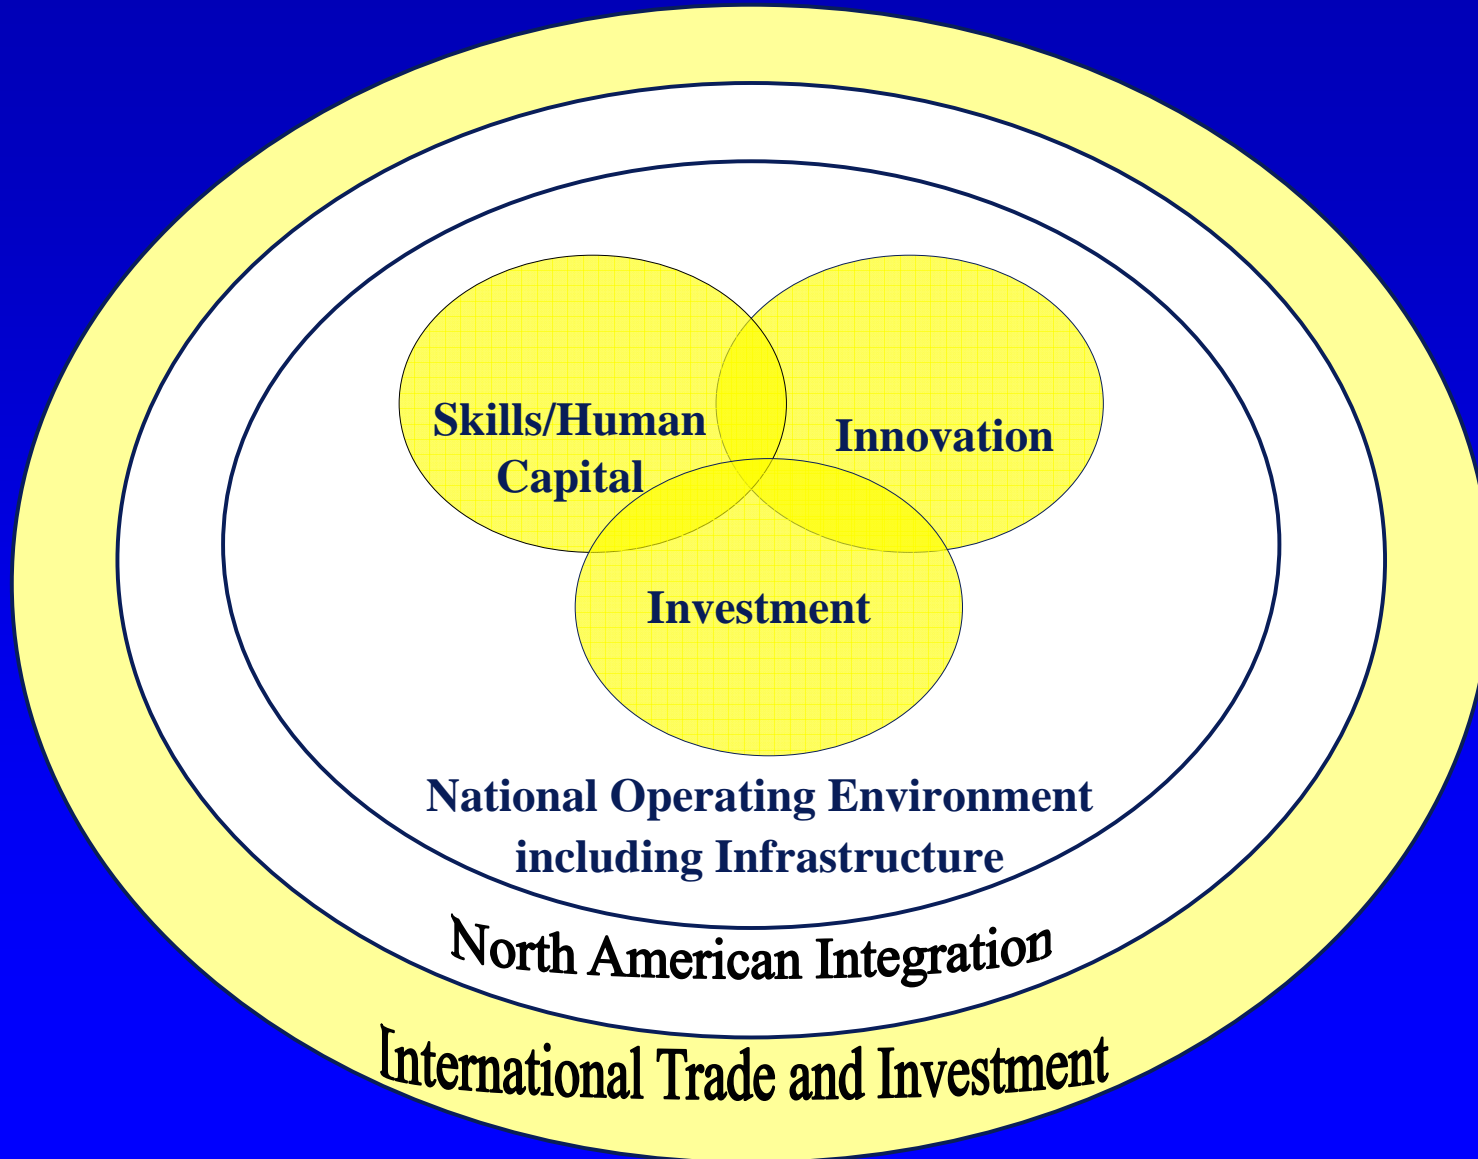 Skills/Human
Capital
Innovation
Investment
National Operating Environment
including Infrastructure
North American Integration
International Trade and Investment